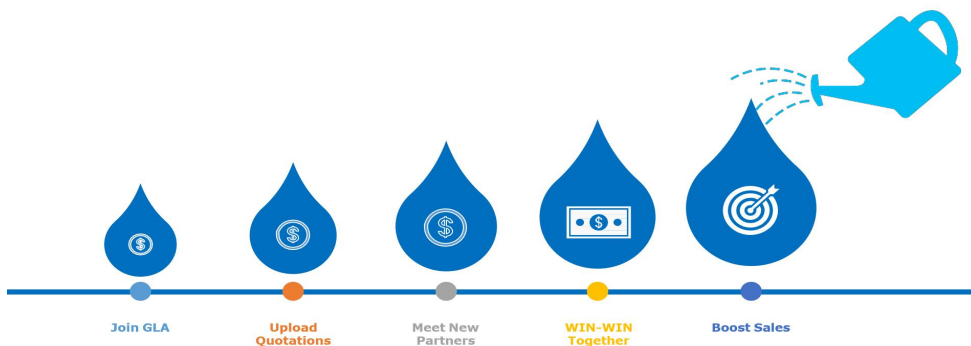 Join GLA
Upload
Quotations
Meet New
Partners
WIN-WIN
Together
Boost Sales
$
$
$
$